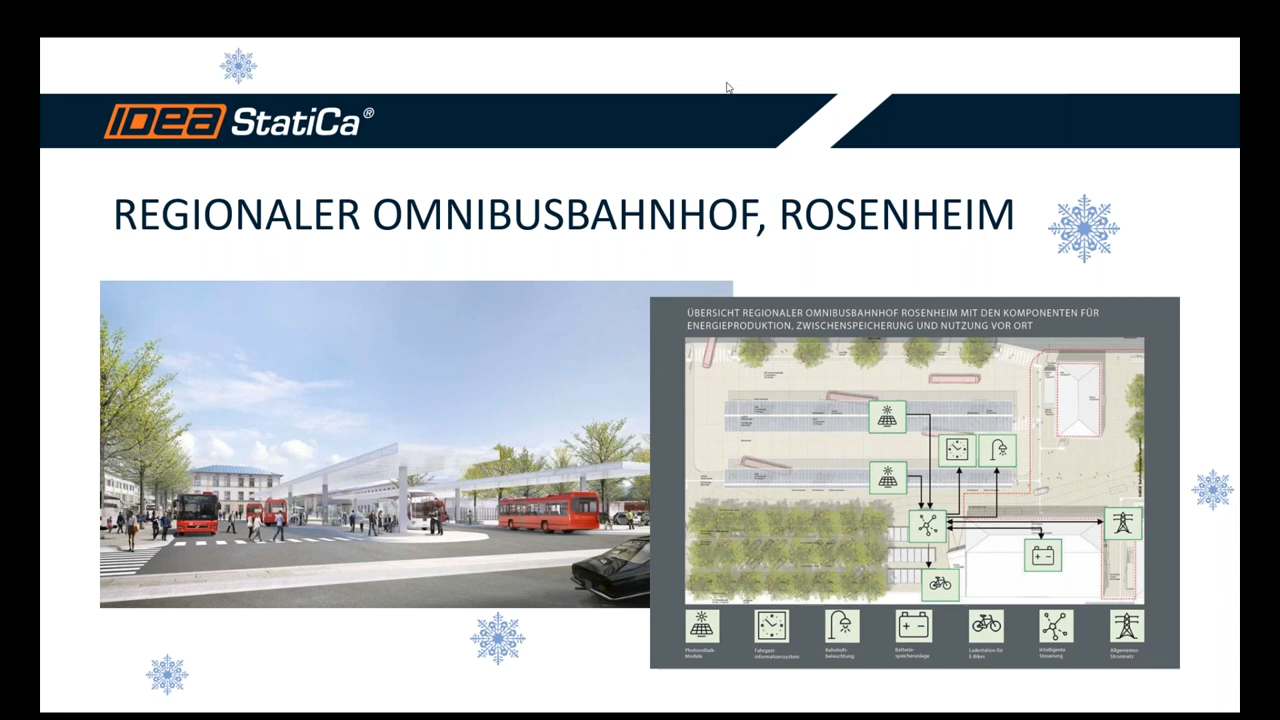 IDEA StatiCa®
REGIONALER OMNIBUSBAHNHOF, ROSENHEIM
ÜBERSICHT REGIONALER OMNIBUSBAHNHOF ROSENHEIM MIT DEN KOMPONENTEN FÜR
ENERGIEPRODUKTION, ZWISCHENSPEICHERUNG UND NUTZUNG VOR ORT
Photovoltaik-
Module
Fahrgast-
informationssystem
Bahnhofs-
beleuchtung
Batterie-
speicheranlage
Ladestation für
E-Bikes
Intelligente
Steuerung
Allgemeines
Stromnetz